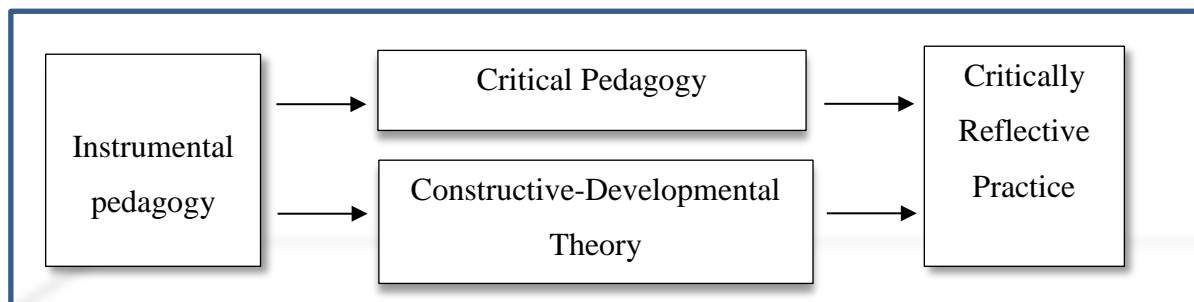 Instrumental
pedagogy
Critical Pedagogy
Constructive-Developmental
Theory
Critically
Reflective
Practice